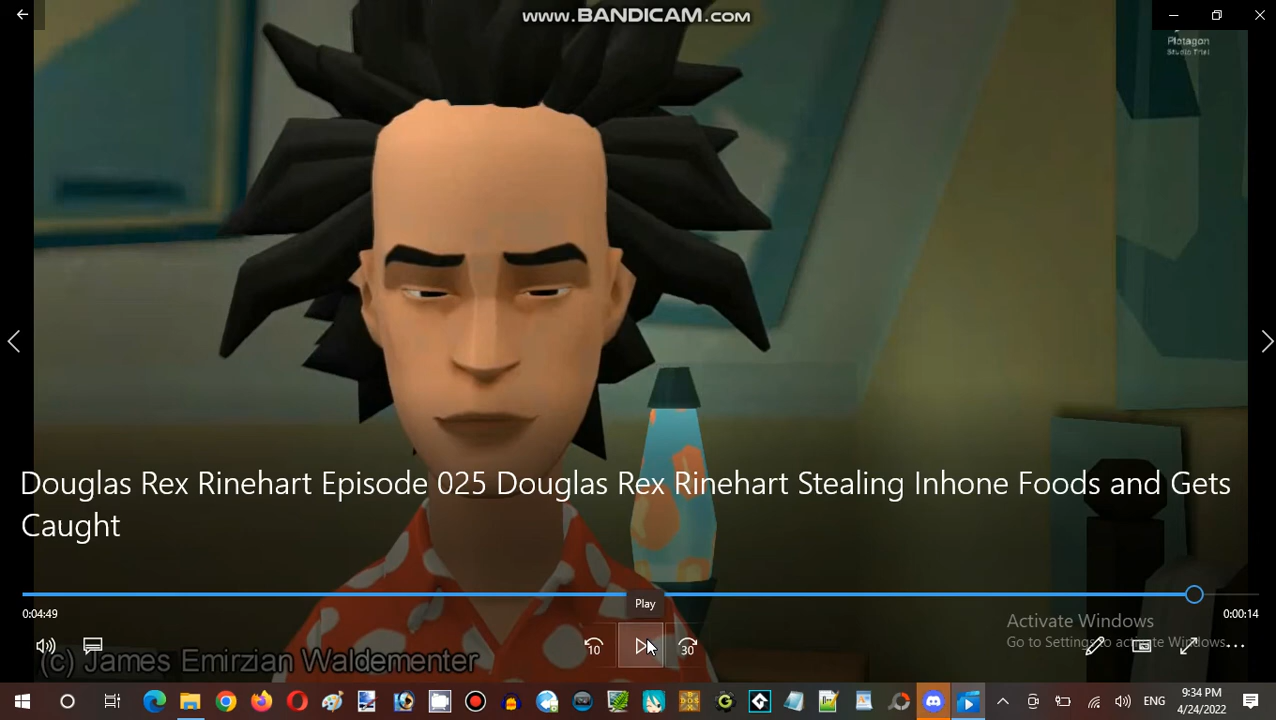 www.BANDICAM.com
Plotagon
Studio Trial
Douglas Rex Rinehart Episode 025 Douglas Rex Rinehart Stealing Inhone Foods and Gets
Caught
Play
0:04:49
0:00:14
Activate Windows
Go to Settings to activate Windows.
10
30
(c) James Emirzian Waldementer
ENG
9:34 PM
4/24/2022